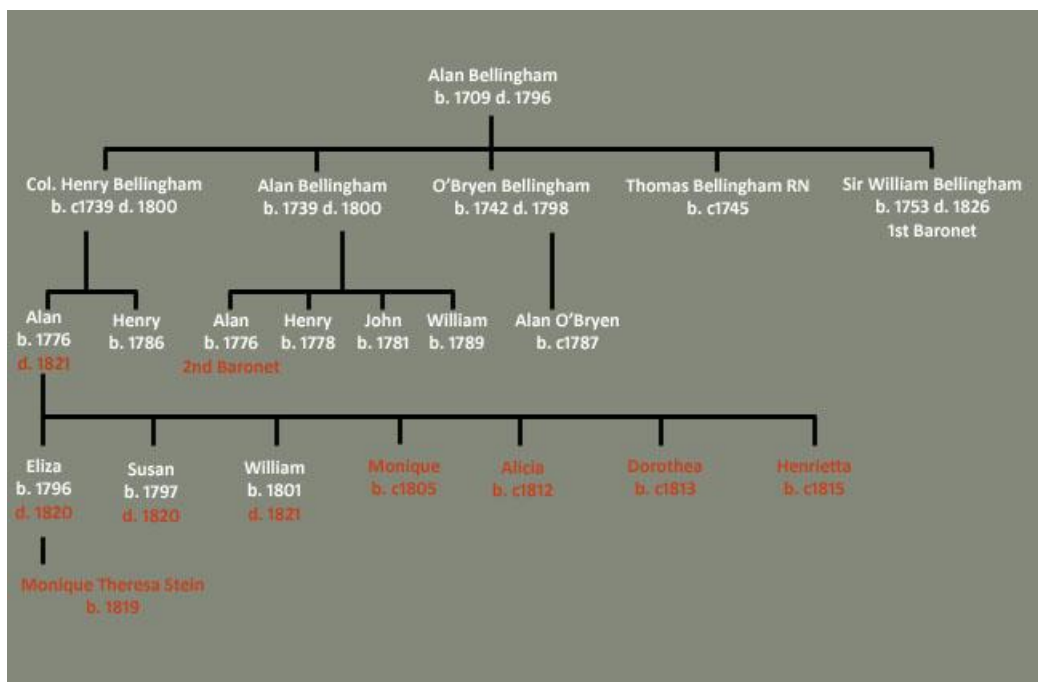 Alan Bellingham
b. 1709 d. 1796
Col. Henry Bellingham
b. c1739 d. 1800
Alan Bellingham
b. 1739 d. 1800
O'Bryen Bellingham
b. 1742 d. 1798
Thomas Bellingham RN
b. c1745
Sir William Bellingham
b. 1753 d. 1826
1st Baronet
Alan
b. 1776
d. 1821
Henry
b. 1786
Alan
b. 1776
2nd Baronet
Henry
b. 1778
John
b. 1781
William
b. 1789
Alan O'Bryen
b. c1787
Eliza
b. 1796
d. 1820
Susan
b. 1797
d. 1820
William
b. 1801
d. 1821
Monique
b. c1805
Alicia
b. c1812
Dorothea
b. c1813
Henrietta
b. c1815
Monique Theresa Stein
b. 1819